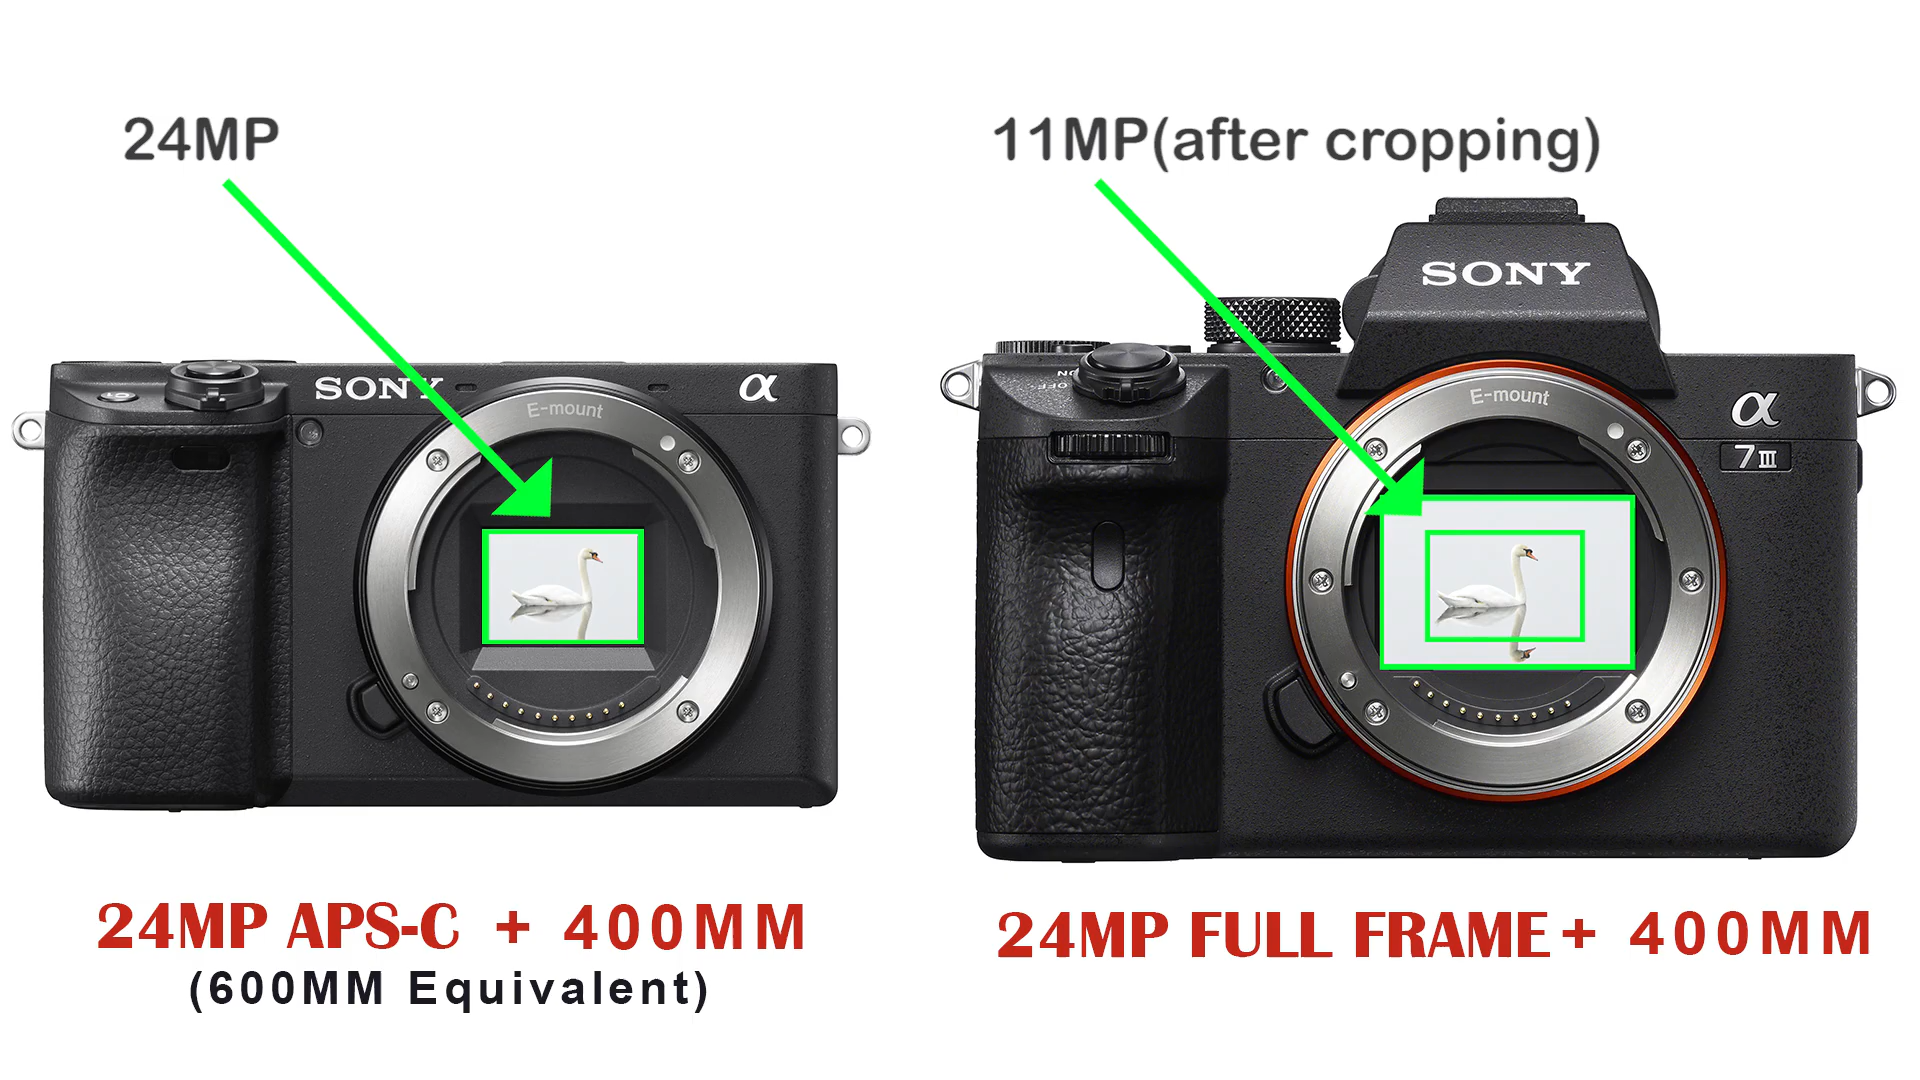 24MP
11MP(after cropping)
SONY
SONY α
E-mount
E-mount
α
7III
24MP APS-C + 400MM
(600MM Equivalent)
24MP FULL FRAME + 400MM